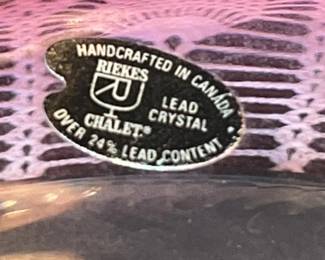 HANDCRAFTED IN CANADA
RIEKES
CHALET.®
LEAD
CRYSTAL
• OVER 24% LEAD CONTENT •